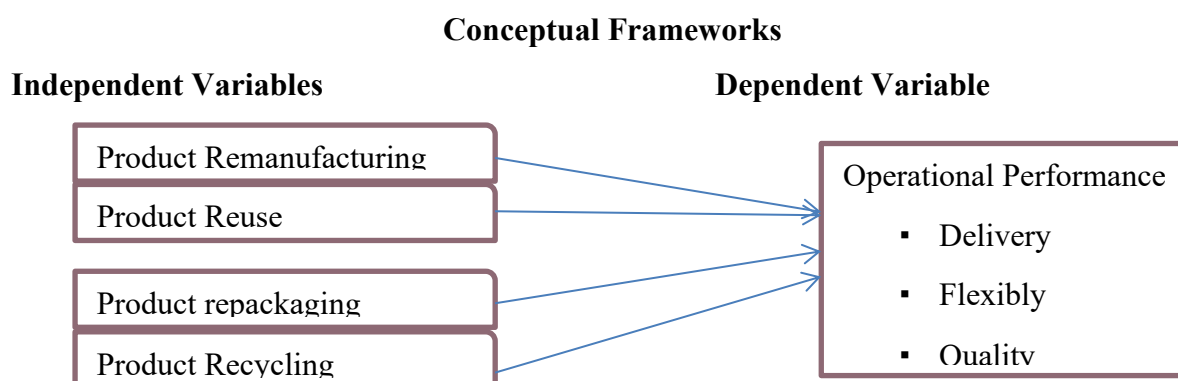 Conceptual Frameworks
Independent Variables
Dependent Variable
Product Remanufacturing
Product Reuse
Product repackaging
Product Recycling
Operational Performance
▪ Delivery
▪ Flexibly
▪ Quality